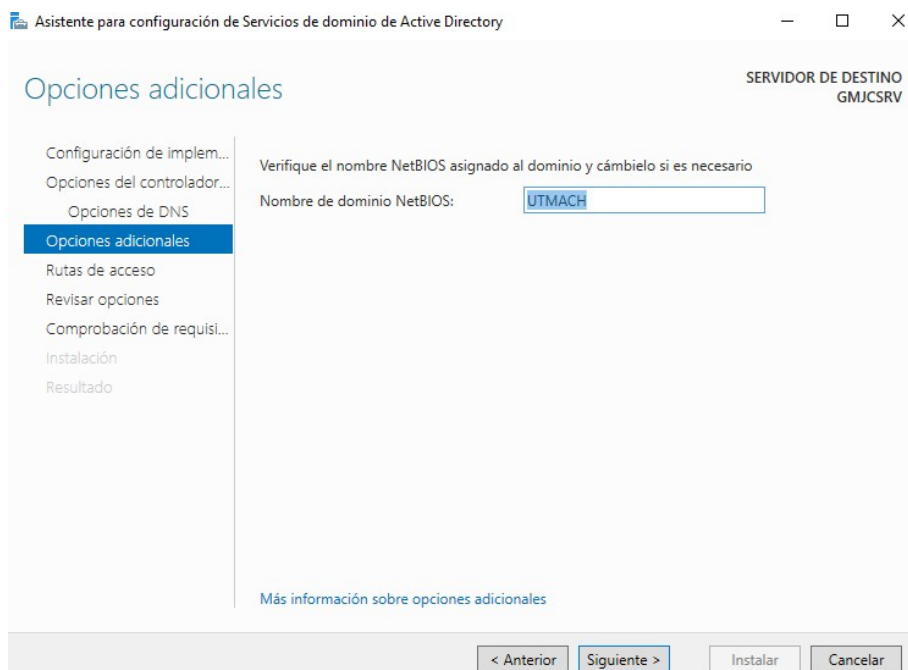 Asistente para configuración de Servicios de dominio de Active Directory
Opciones adicionales
SERVIDOR DE DESTINO
GMJCSRV
Configuración de implem...
Opciones del controlador...
Opciones de DNS
Opciones adicionales
Rutas de acceso
Revisar opciones
Comprobación de requisi...
Instalación
Resultado
Verifique el nombre NetBIOS asignado al dominio y cámbielo si es necesario
Nombre de dominio NetBIOS: UTMACH
Más información sobre opciones adicionales
< Anterior Siguiente > Instalar Cancelar